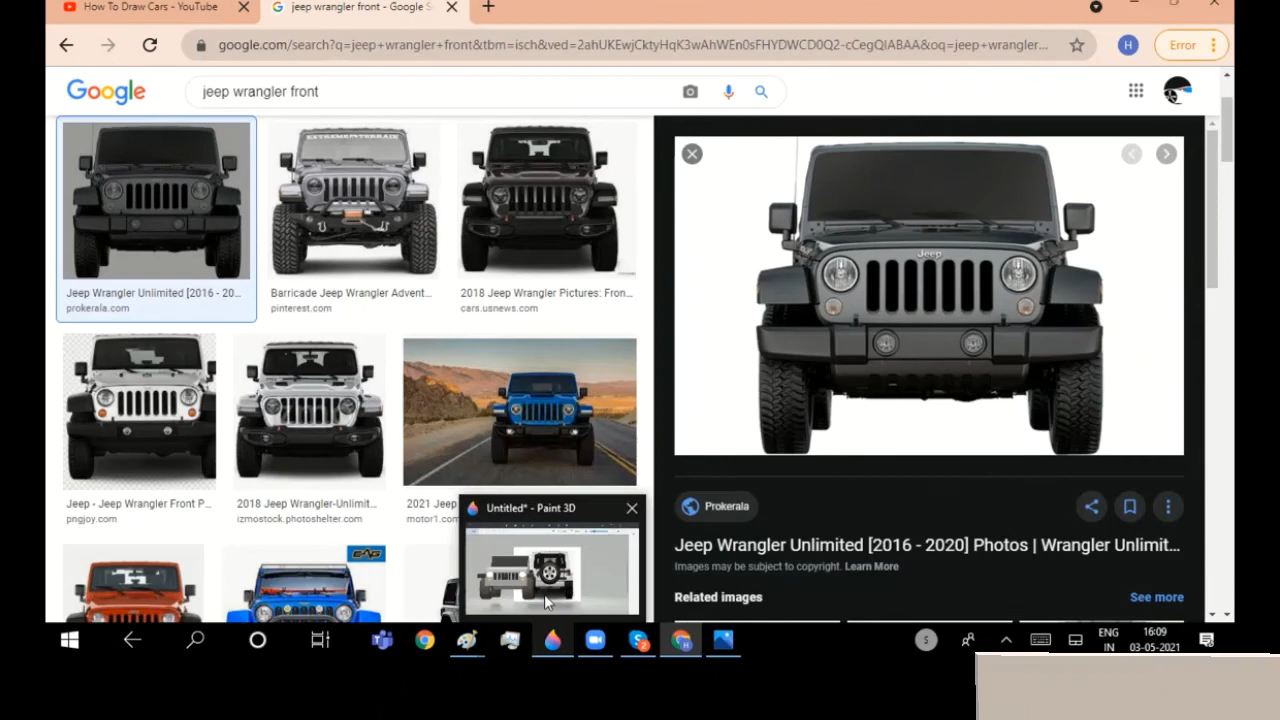 How To Draw Cars - YouTube
jeep wrangler front - Google S
google.com/search?q=jeep+wrangler+front&tbm=isch&ved=2ahUKEwjCktyHqK3wAhWEn0sFHYDWCD0Q2-cCegQIABAA&oq=jeep+wrangler...
H
Error
Google
jeep wrangler front
EXTREMETERRAIN
Jeep
Jeep Wrangler Unlimited [2016 - 20...
prokerala.com
Barricade Jeep Wrangler Advent...
pinterest.com
2018 Jeep Wrangler Pictures: Fron...
cars.usnews.com
Jeep - Jeep Wrangler Front P...
pngjoy.com
2018 Jeep Wrangler-Unlimit...
izmostock.photoshelter.com
2021 Jeep
motor1.com
Untitled* - Paint 3D
EAG
Prokerala
Jeep Wrangler Unlimited [2016 - 2020] Photos | Wrangler Unlimit...
Images may be subject to copyright. Learn More
Related images
See more
S
ENG
IN
16:09
03-05-2021